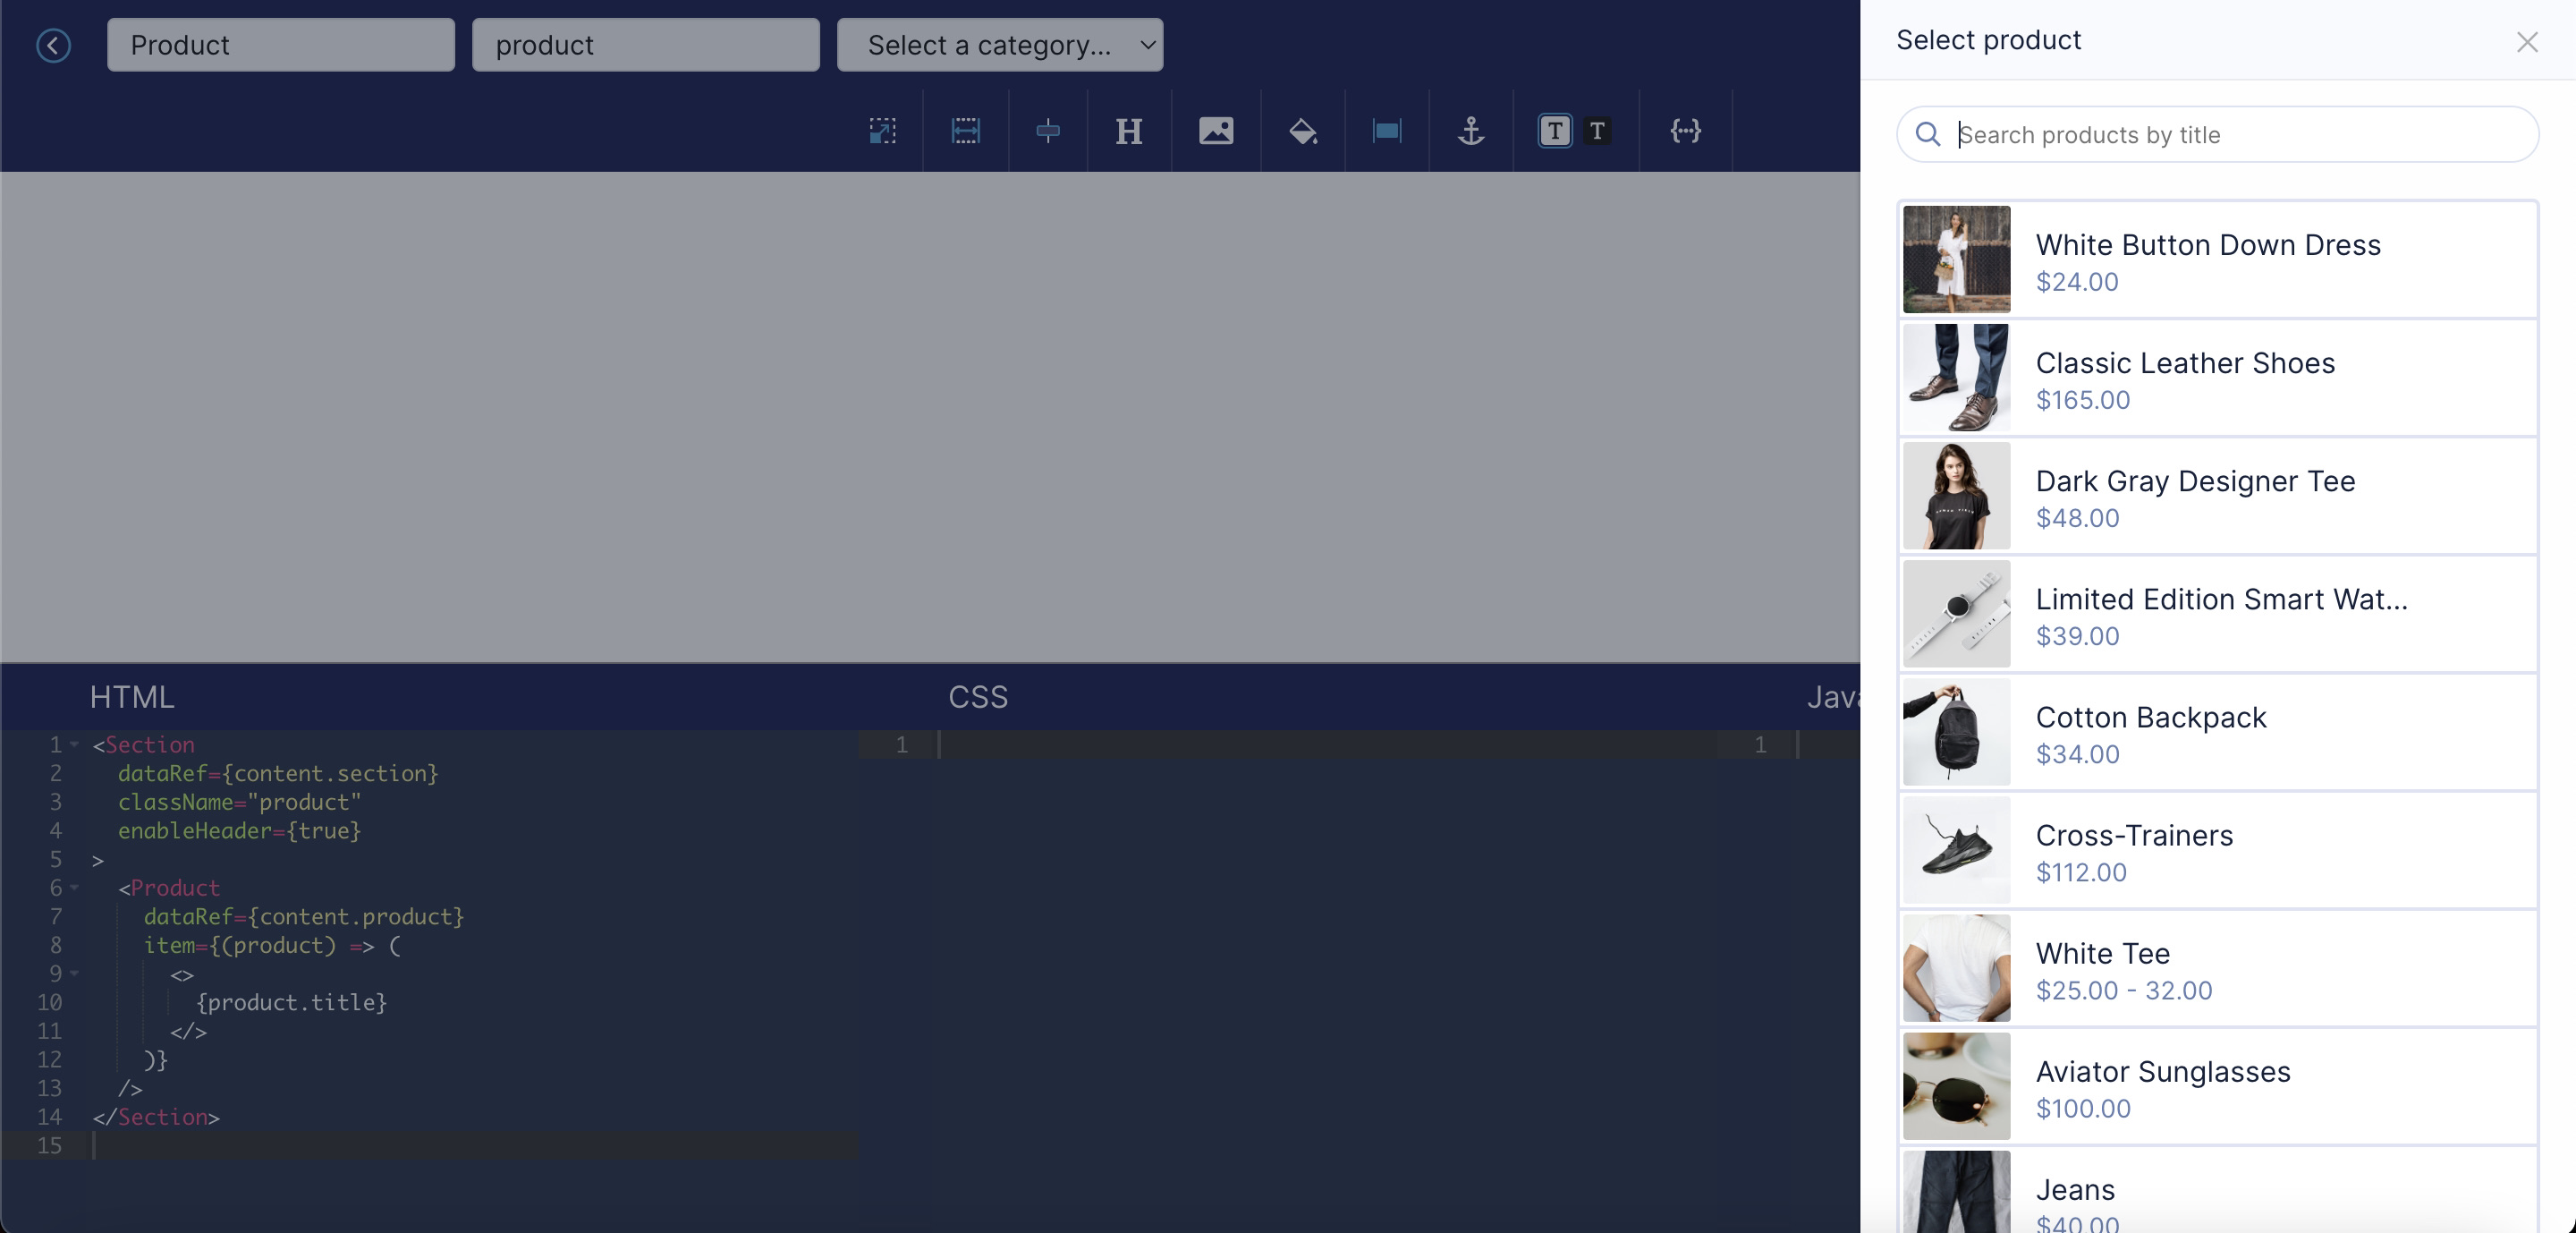 Product
product
Select a category...
H
T
T
HTML
CSS
Java
1 <Section
2 dataRef={content.section}
3 className="product"
4 enableHeader={true}
5 >
6 <Product
7 dataRef={content.product}
8 item={(product) => (
9 <>
10 {product.title}
11 </>
12 )}
13 />
14 </Section>
15
1
1
Select product
Search products by title
White Button Down Dress
$24.00
Classic Leather Shoes
$165.00
Dark Gray Designer Tee
$48.00
Limited Edition Smart Wat...
$39.00
Cotton Backpack
$34.00
Cross-Trainers
$112.00
White Tee
$25.00 - 32.00
Aviator Sunglasses
$100.00
Jeans
$40.00